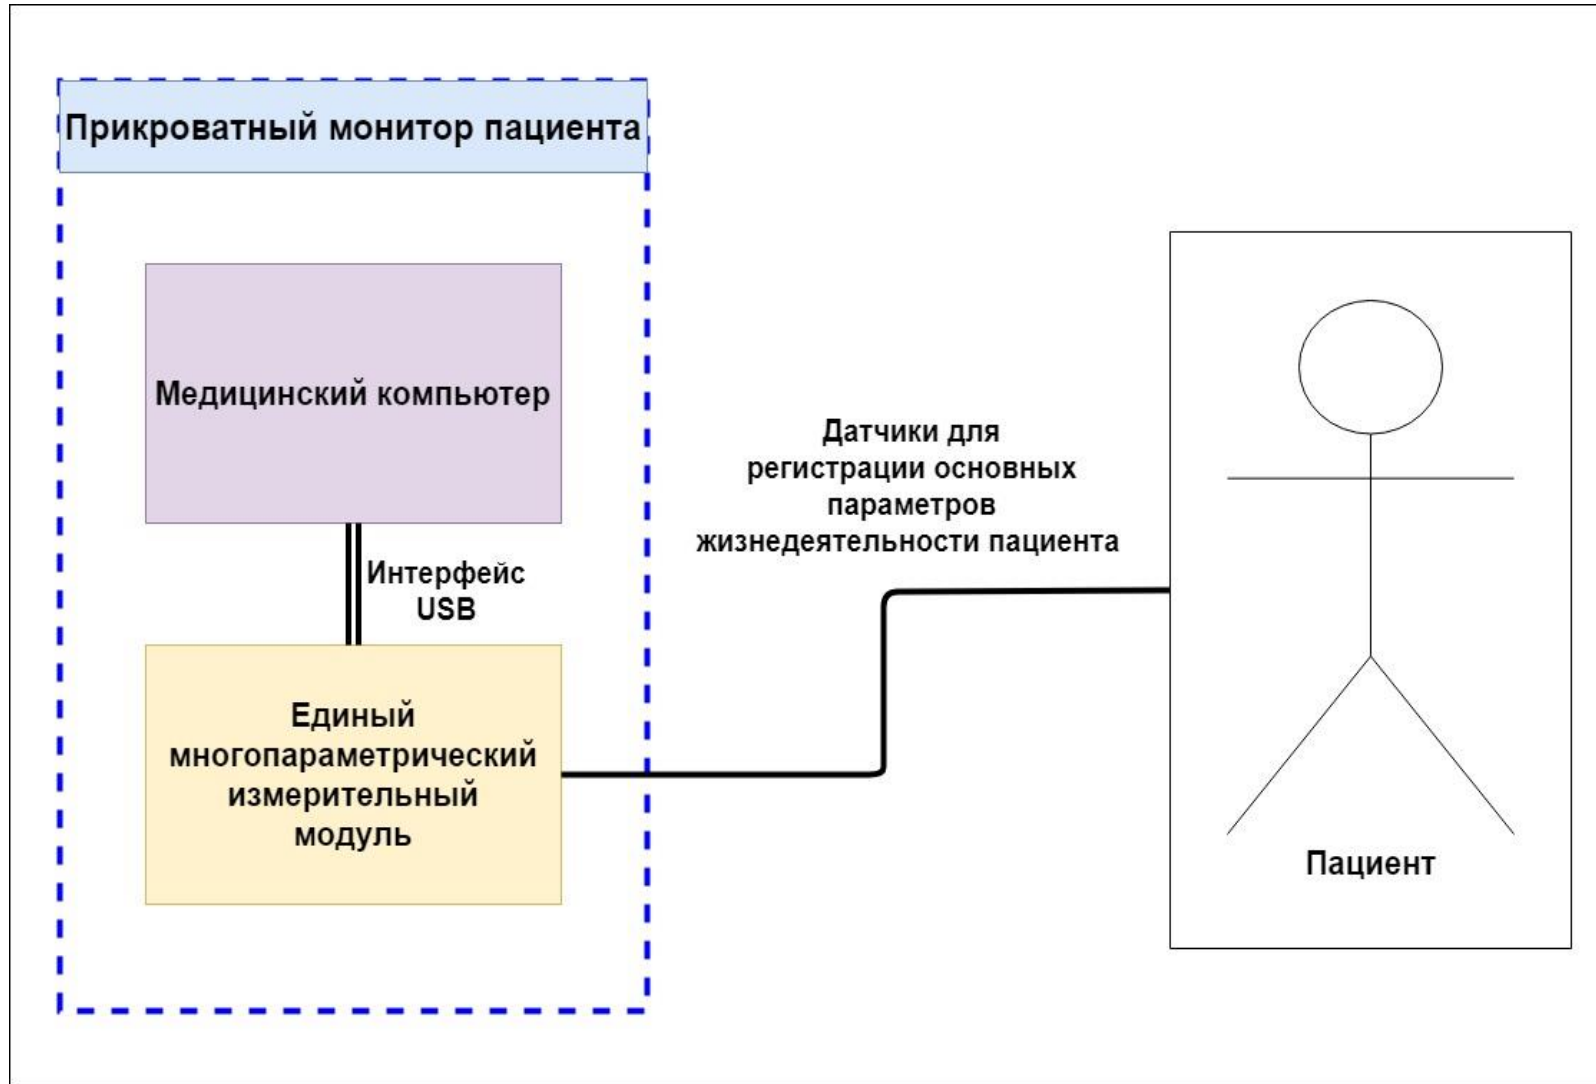 Прикроватный монитор пациента
Медицинский компьютер
Интерфейс
USB
Единый
многопараметрический
измерительный
модуль
Датчики для
регистрации основных
параметров
жизнедеятельности пациента
Пациент